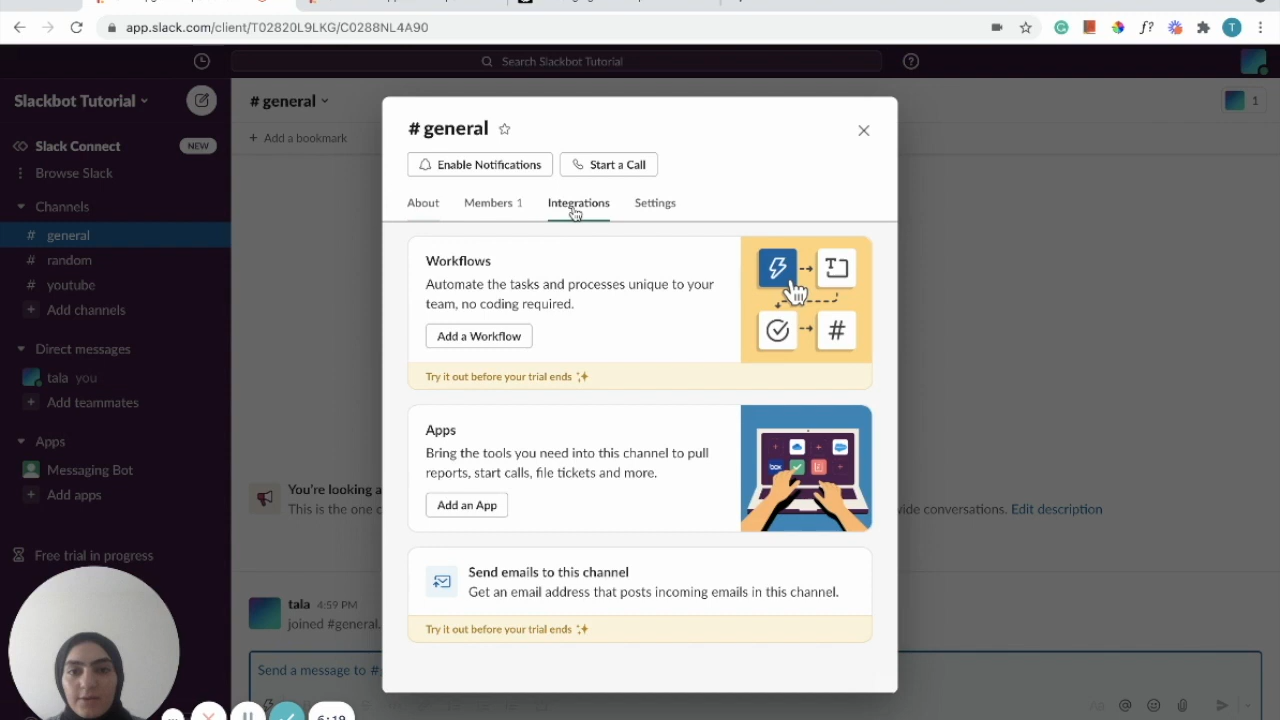 app.slack.com/client/T02820L9LKG/C0288NL4A90
f?
T
Search Slackbot Tutorial
Slackbot Tutorial
# general
1
+ Add a bookmark
Slack Connect
NEW
Browse Slack
Channels
# general
# random
# youtube
+ Add channels
Direct messages
tala you
+ Add teammates
Apps
Messaging Bot
+ Add apps
Free trial in progress
# general
Enable Notifications
Start a Call
About
Members 1
Integrations
Settings
Workflows
Automate the tasks and processes unique to your
team, no coding required.
Add a Workflow
T
#
Try it out before your trial ends
Apps
Bring the tools you need into this channel to pull
reports, start calls, file tickets and more.
Add an App
box
Send emails to this channel
Get an email address that posts incoming emails in this channel.
Try it out before your trial ends
You're looking a
This is the one c
wide conversations. Edit description
tala 4:59 PM
joined #general.
Send a message to #
Aa
@
6:19